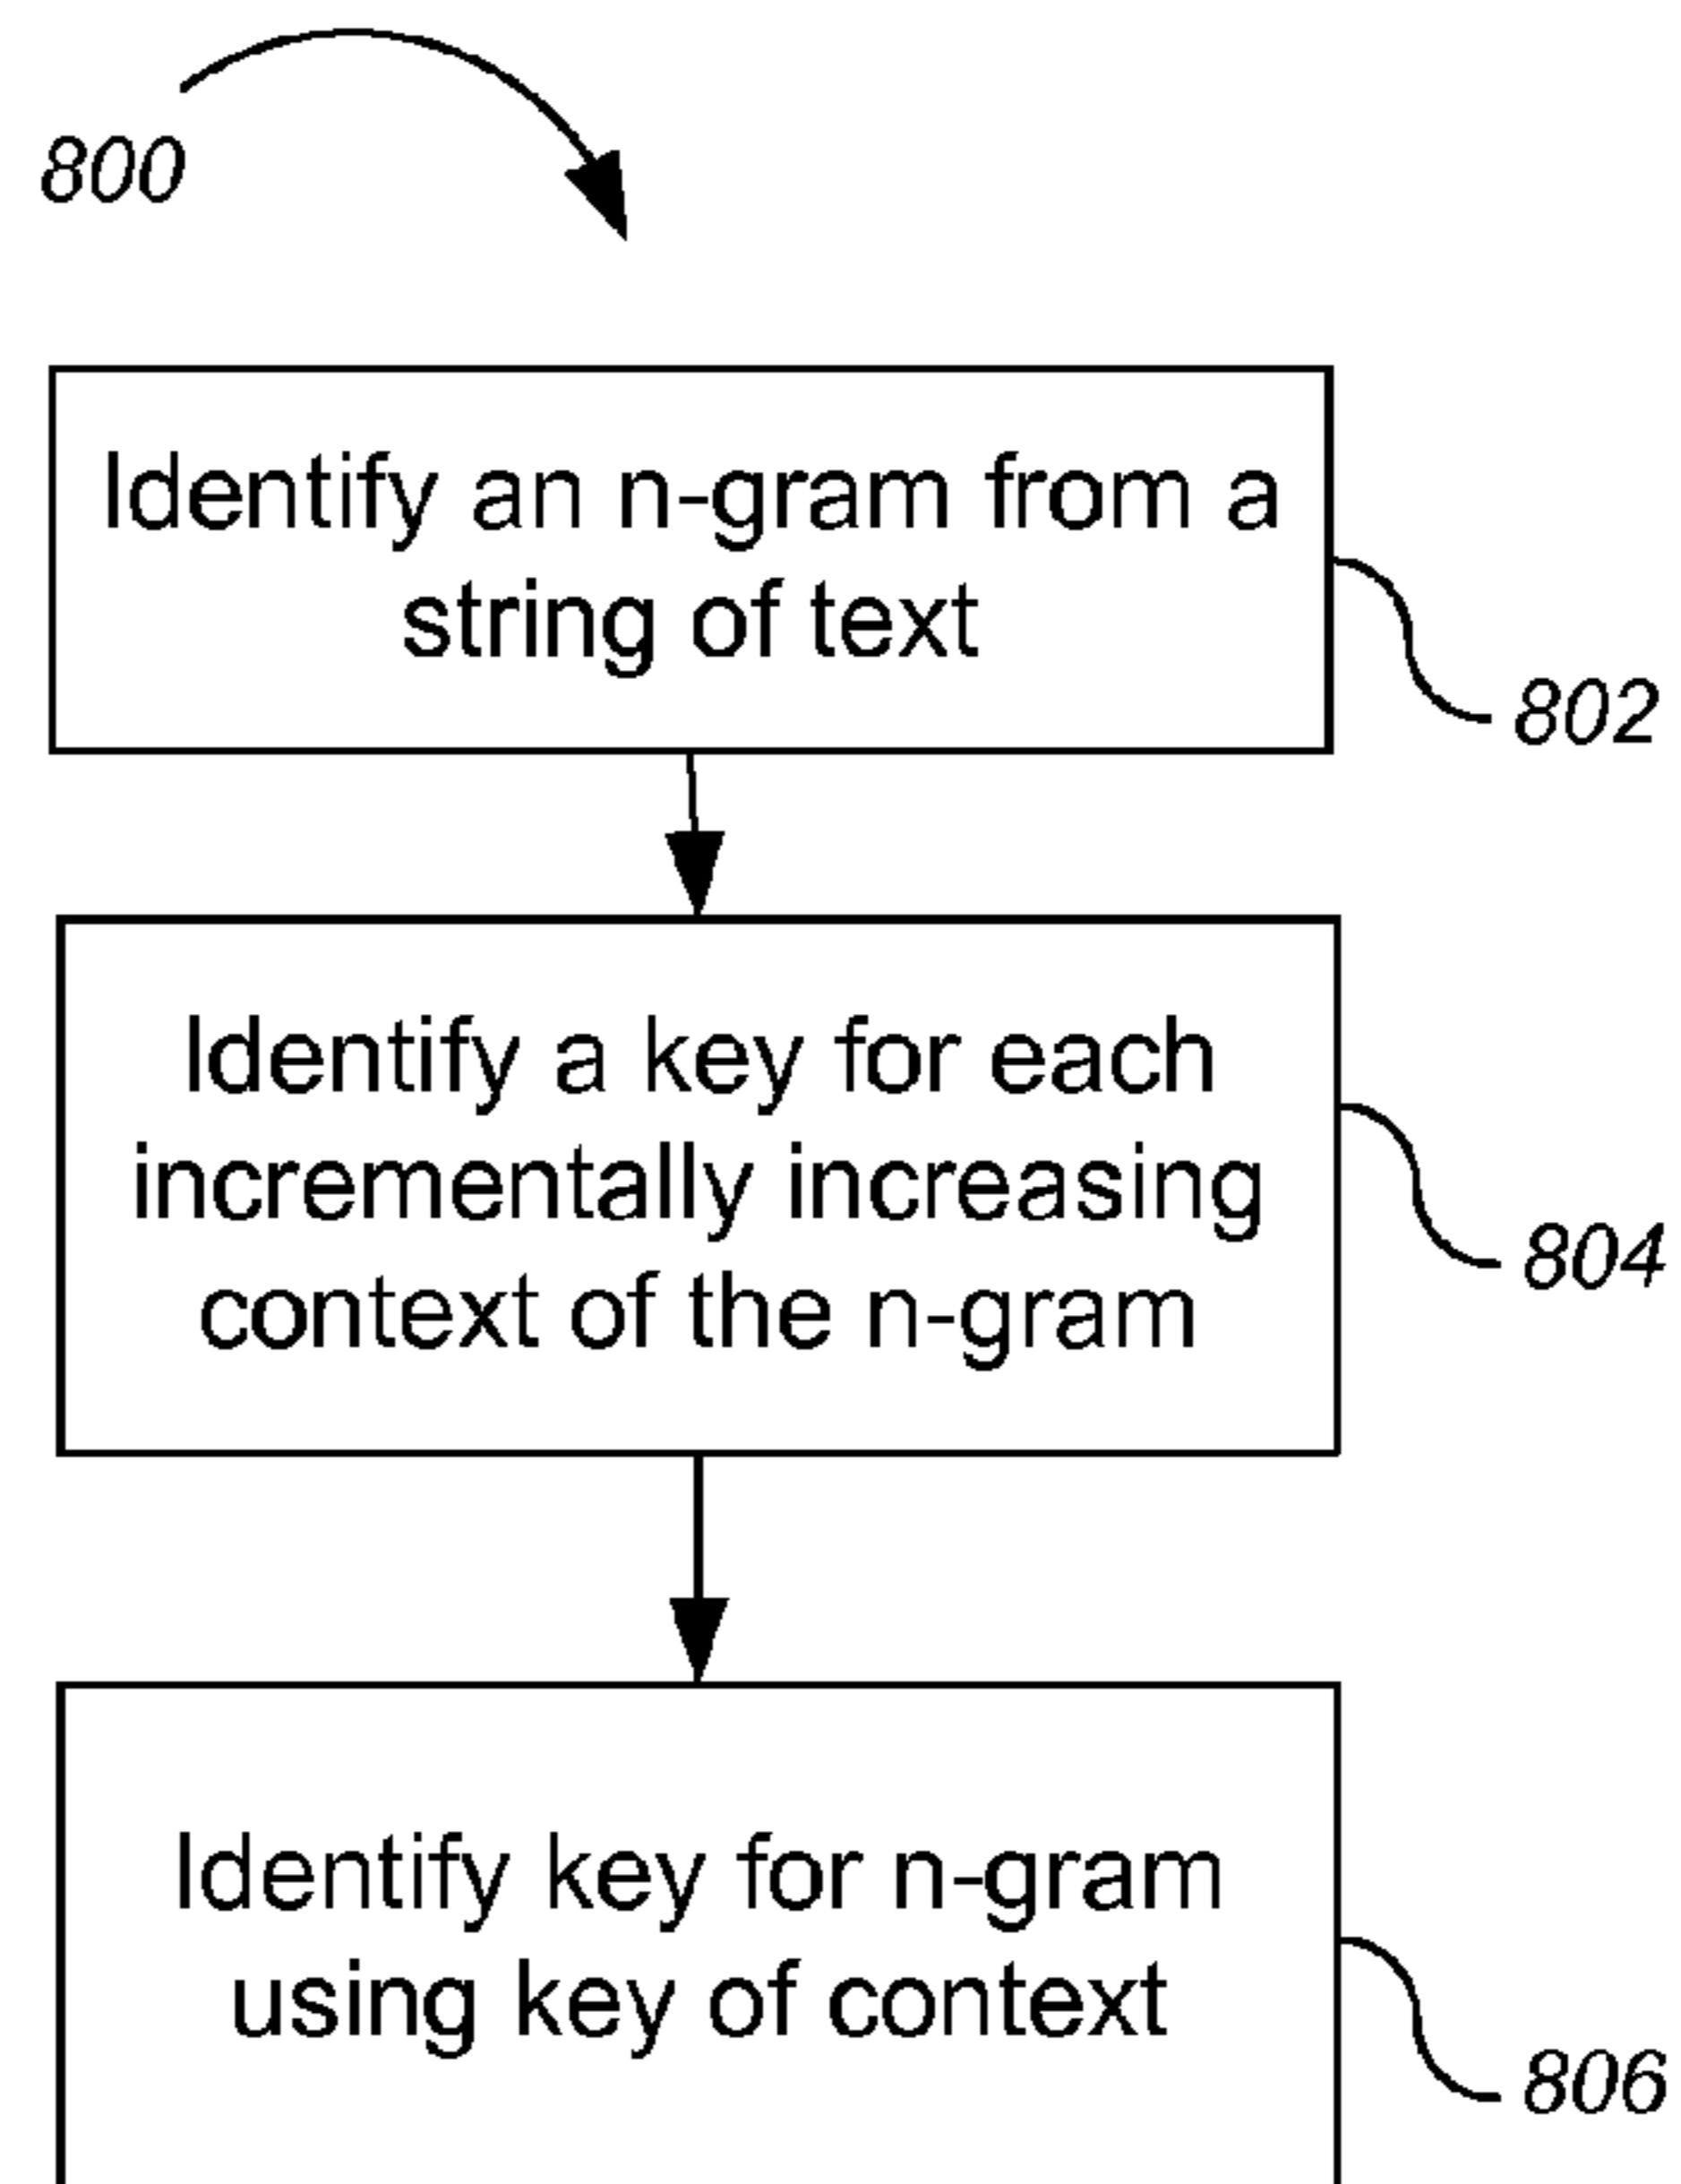 800
Identify an n-gram from a
string of text
802
Identify a key for each
incrementally increasing
context of the n-gram
804
Identify key for n-gram
using key of context
806